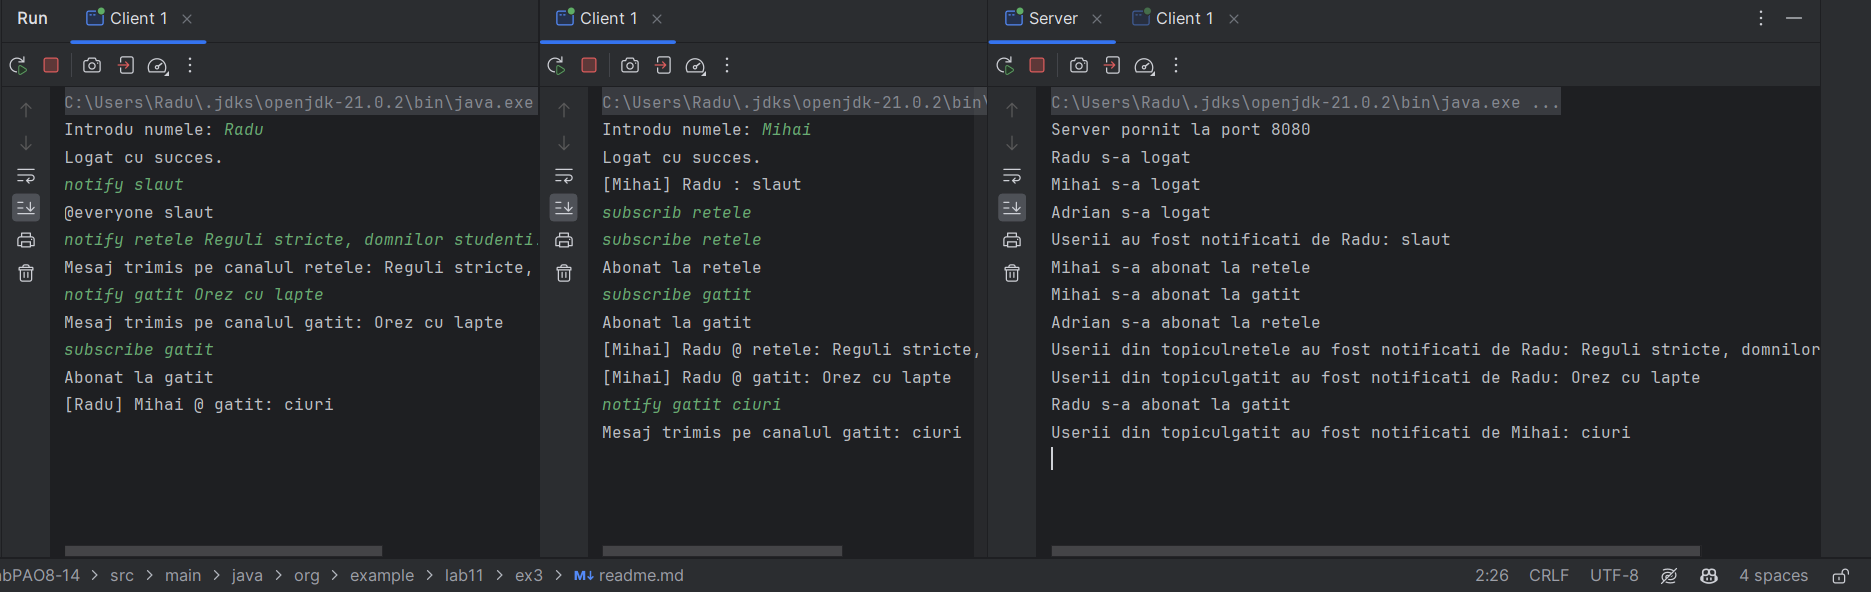 Run
Client 1
Client 1
Server
Client 1
C:\Users\Radu\.jdks\openjdk-21.0.2\bin\java.exe
Introdu numele: Radu
Logat cu succes.
notify slaut
@everyone slaut
notify retele Reguli stricte, domnilor studenti.
Mesaj trimis pe canalul retele: Reguli stricte,
notify gatit Orez cu lapte
Mesaj trimis pe canalul gatit: Orez cu lapte
subscribe gatit
Abonat la gatit
[Radu] Mihai @ gatit: ciuri
C:\Users\Radu\.jdks\openjdk-21.0.2\bin\
Introdu numele: Mihai
Logat cu succes.
[Mihai] Radu : slaut
subscrib retele
subscribe retele
Abonat la retele
subscribe gatit
Abonat la gatit
[Mihai] Radu @ retele: Reguli stricte,
[Mihai] Radu @ gatit: Orez cu lapte
notify gatit ciuri
Mesaj trimis pe canalul gatit: ciuri
C:\Users\Radu\.jdks\openjdk-21.0.2\bin\java.exe ...
Server pornit la port 8080
Radu s-a logat
Mihai s-a logat
Adrian s-a logat
Userii au fost notificati de Radu: slaut
Mihai s-a abonat la retele
Mihai s-a abonat la gatit
Adrian s-a abonat la retele
Userii din topiculretele au fost notificati de Radu: Reguli stricte, domnilor
Userii din topiculgatit au fost notificati de Radu: Orez cu lapte
Radu s-a abonat la gatit
Userii din topiculgatit au fost notificati de Mihai: ciuri
bPAO8-14 > src > main > java > org > example > lab11 > ex3 > M↓ readme.md
2:26 CRLF UTF-8 4 spaces